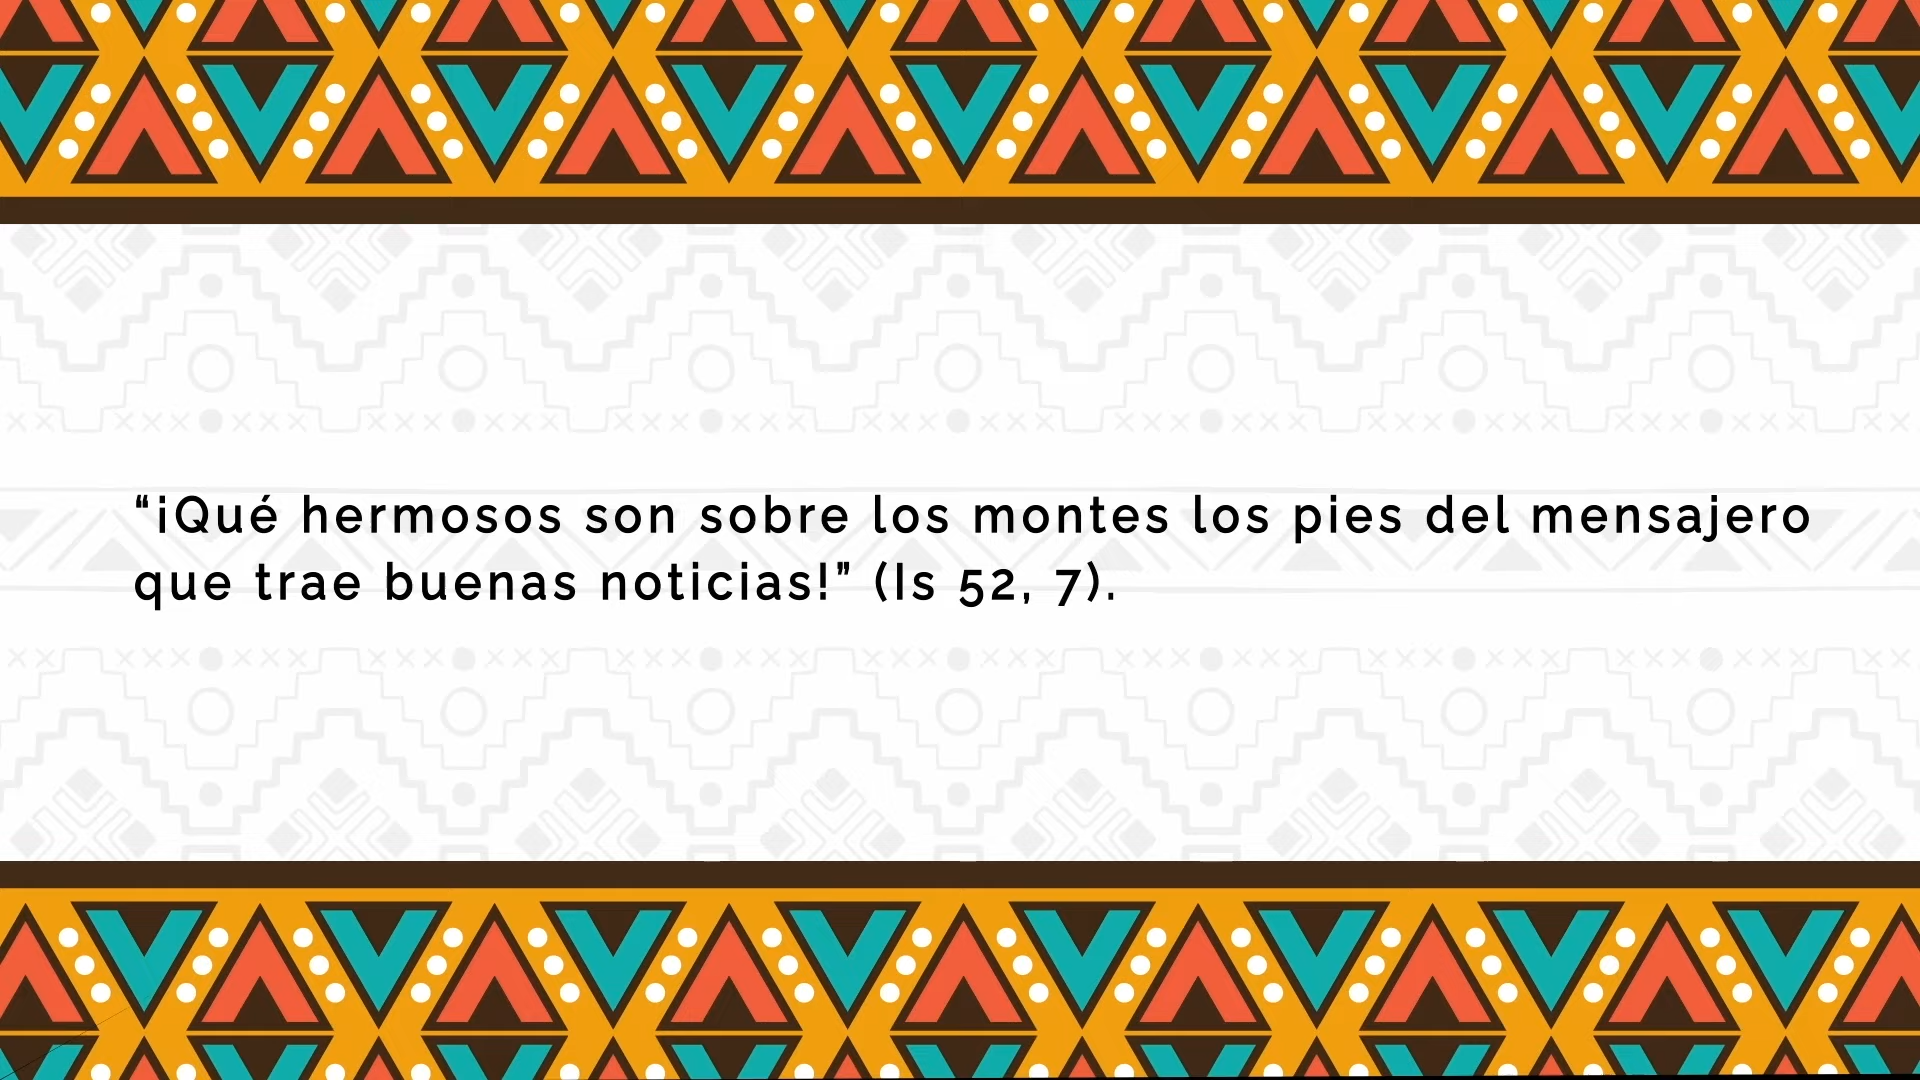 “¡Qué hermosos son sobre los montes los pies del mensajero
que trae buenas noticias!” (Is 52, 7).